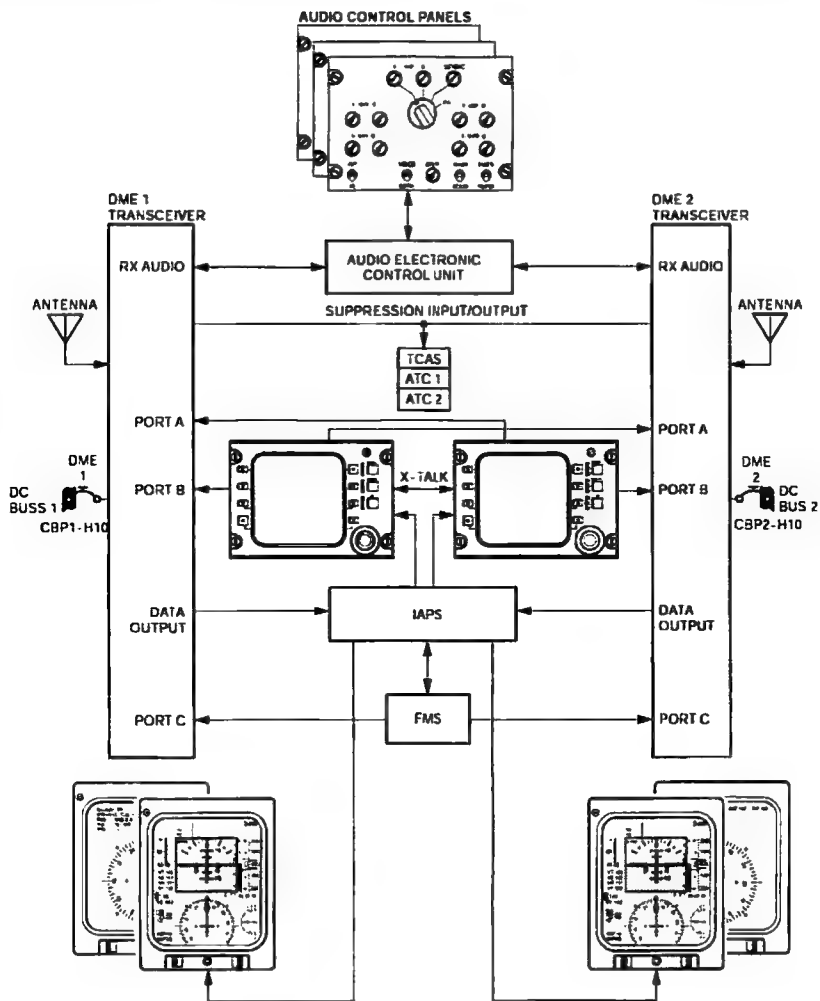 AUDIO CONTROL PANELS
DME 1
TRANSCEIVER
DME 2
TRANSCEIVER
RX AUDIO
AUDIO ELECTRONIC
CONTROL UNIT
RX AUDIO
ANTENNA
SUPPRESSION INPUT/OUTPUT
ANTENNA
TCAS
ATC 1
ATC 2
PORT A
PORT A
DME
1
X-TALK
DME
2
DC
BUSS 1
PORT B
PORT B
DC
BUS 2
CBP1-H10
CBP2-H10
DATA
OUTPUT
IAPS
DATA
OUTPUT
PORT C
FMS
PORT C